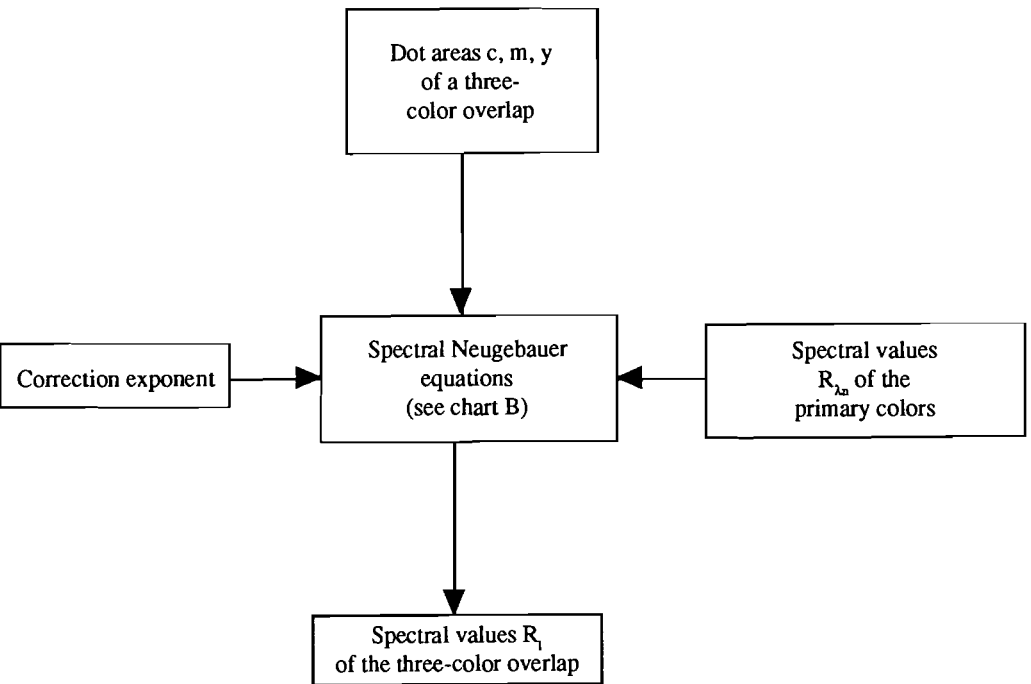 Dot areas c, m, y
of a three-
color overlap
Correction exponent
Spectral Neugebauer
equations
(see chart B)
Spectral values
R_λn of the
primary colors
Spectral values R_l
of the three-color overlap